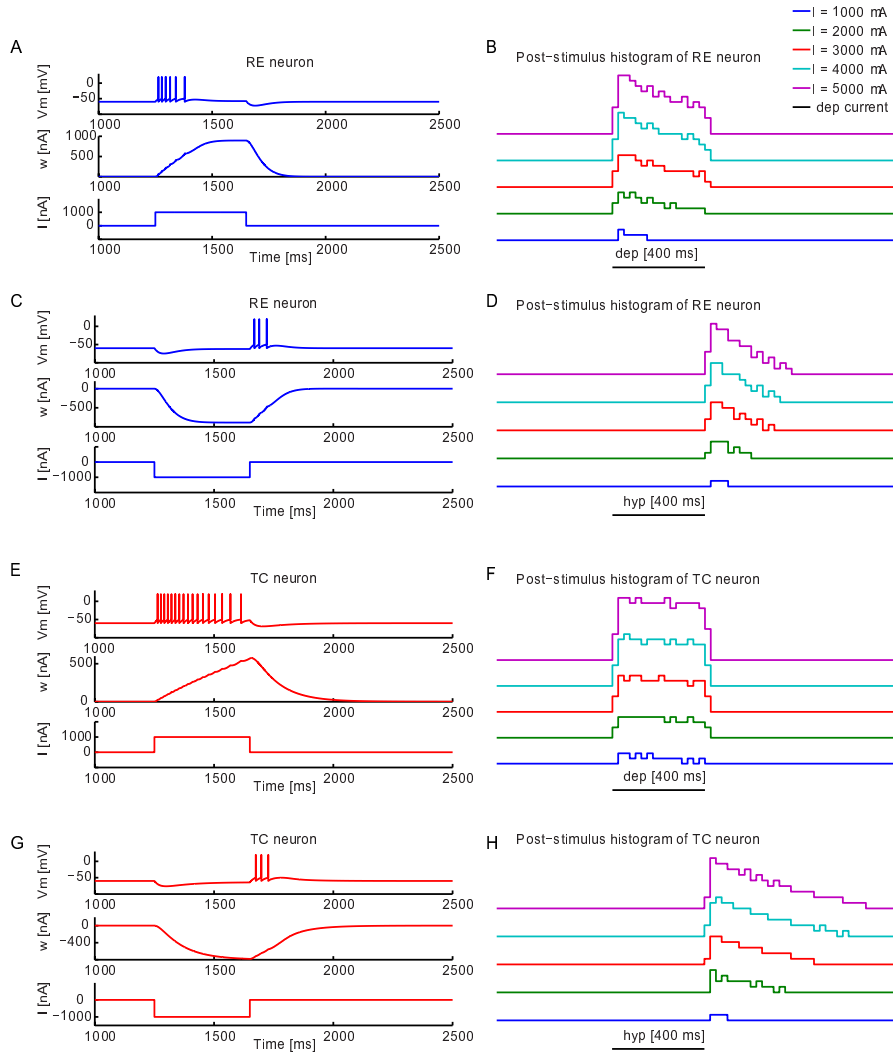 I = 1000 mA
I = 2000 mA
I = 3000 mA
I = 4000 mA
I = 5000 mA
dep current
A
RE neuron
Vm [mV]
0
−50
1000 1500 2000 2500
w [nA]
1000
500
1000 1500 2000 2500
I [nA]
1000
0
1000 1500 2000 2500
Time [ms]
B
Post−stimulus histogram of RE neuron
dep [400 ms]
C
RE neuron
Vm [mV]
0
−50
1000 1500 2000 2500
w [nA]
0
−500
1000 1500 2000 2500
I [nA]
0
−1000
1000 1500 2000 2500
Time [ms]
D
Post−stimulus histogram of RE neuron
hyp [400 ms]
E
TC neuron
Vm [mV]
0
−50
1000 1500 2000 2500
w [nA]
500
0
1000 1500 2000 2500
I [nA]
1000
0
1000 1500 2000 2500
Time [ms]
F
Post−stimulus histogram of TC neuron
dep [400 ms]
G
TC neuron
Vm [mV]
0
−50
1000 1500 2000 2500
w [nA]
0
−400
1000 1500 2000 2500
I [nA]
0
−1000
1000 1500 2000 2500
Time [ms]
H
Post−stimulus histogram of TC neuron
hyp [400 ms]